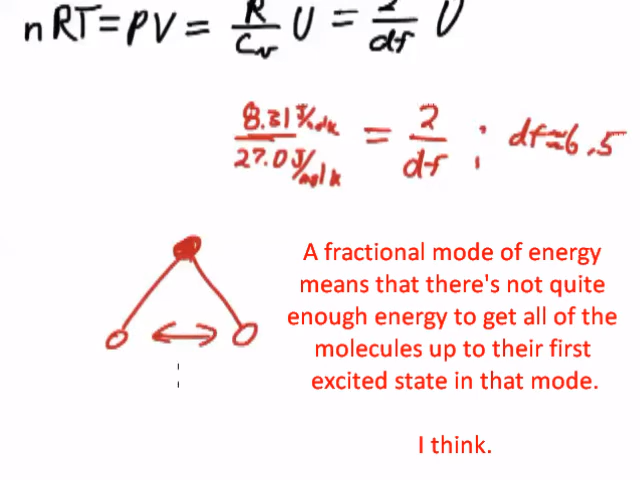 nRT = PV = R/Cv U = 2/df U
8.31 J/mol k / 27.0 J/mol k = 2/df ; df ≈ 6.5
A fractional mode of energy
means that there's not quite
enough energy to get all of the
molecules up to their first
excited state in that mode.
I think.